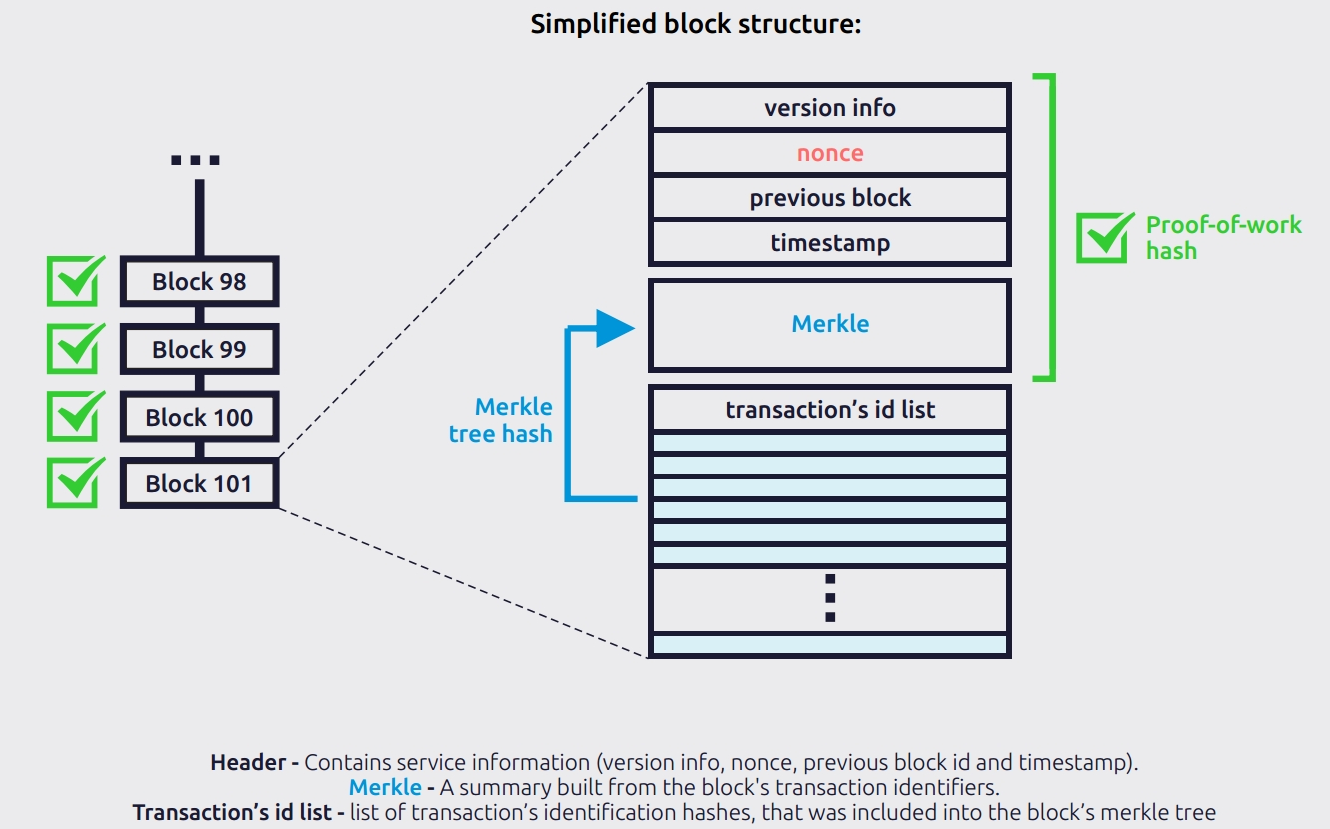 Simplified block structure:
version info
nonce
previous block
timestamp
Proof-of-work
hash
Block 98
Block 99
Block 100
Block 101
Merkle
Merkle
tree hash
transaction’s id list
Header - Contains service information (version info, nonce, previous block id and timestamp).
Merkle - A summary built from the block's transaction identifiers.
Transaction’s id list - list of transaction’s identification hashes, that was included into the block’s merkle tree